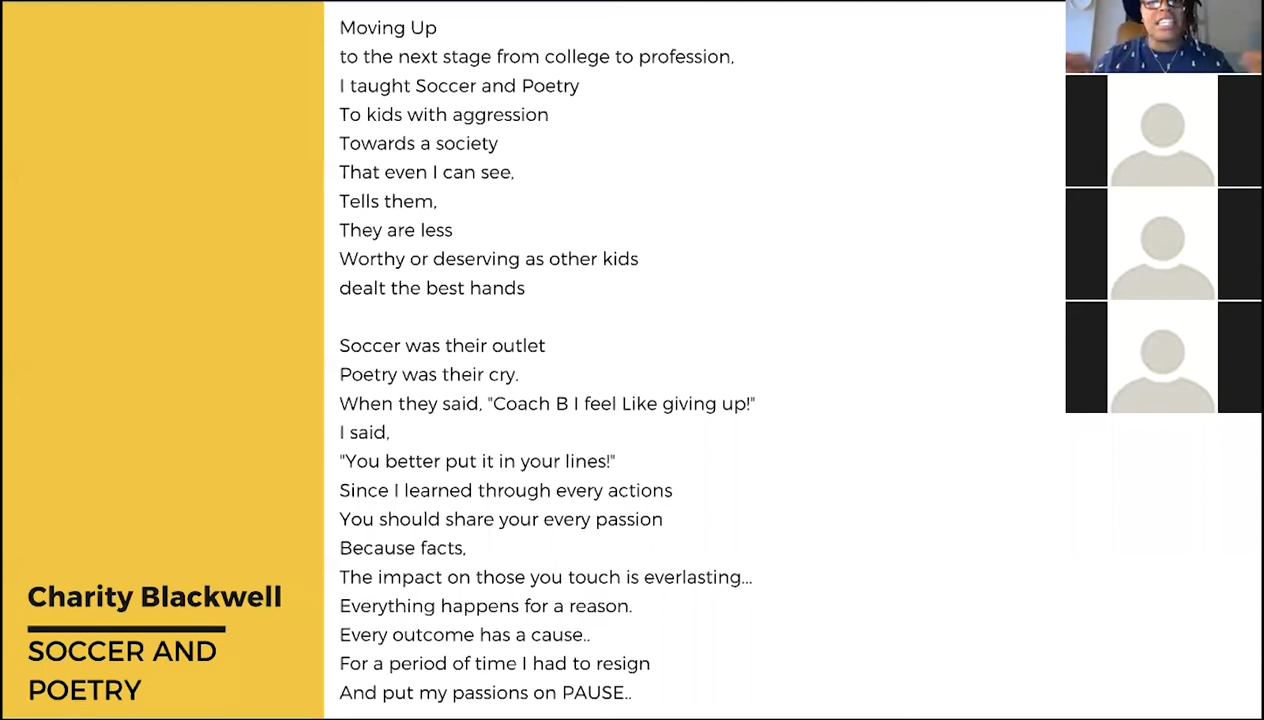 Moving Up
to the next stage from college to profession,
I taught Soccer and Poetry
To kids with aggression
Towards a society
That even I can see,
Tells them,
They are less
Worthy or deserving as other kids
dealt the best hands
Soccer was their outlet
Poetry was their cry.
When they said, "Coach B I feel Like giving up!"
I said,
"You better put it in your lines!"
Since I learned through every actions
You should share your every passion
Because facts,
The impact on those you touch is everlasting...
Everything happens for a reason.
Every outcome has a cause..
For a period of time I had to resign
And put my passions on PAUSE..
Charity Blackwell
SOCCER AND
POETRY